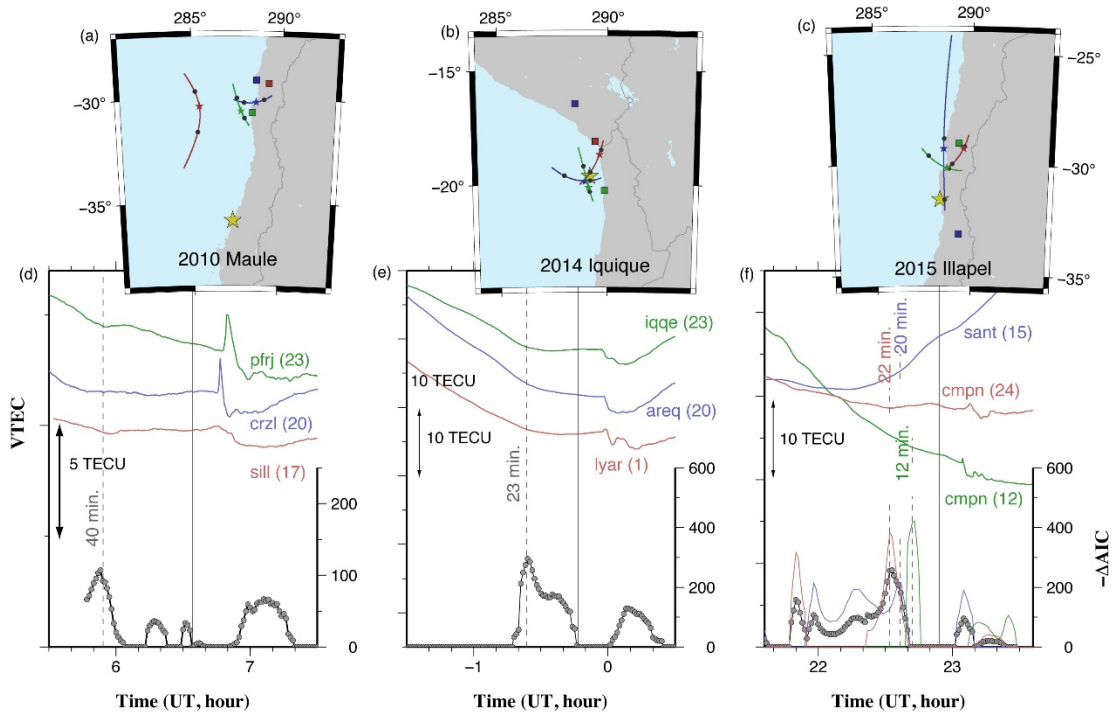 285° 290°
(a)
−30°
−35°
2010 Maule
285° 290°
(b)
−15°
−20°
2014 Iquique
285° 290°
(c)
−25°
−30°
−35°
2015 Illapel
(d)
VTEC
pfrj (23)
crzl (20)
sill (17)
5 TECU
40 min.
200
100
0
6 7
Time (UT, hour)
(e)
iqqe (23)
10 TECU
areq (20)
10 TECU
lyar (1)
23 min.
600
400
200
0
−1 0
Time (UT, hour)
(f)
22 min.
20 min.
12 min.
sant (15)
cmpn (24)
10 TECU
cmpn (12)
600
400
200
0
−ΔAIC
22 23
Time (UT, hour)